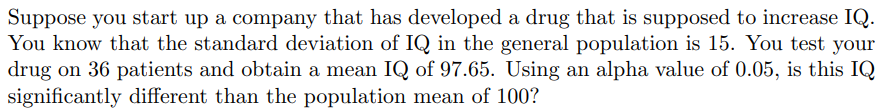 Suppose you start up a company that has developed a drug that is supposed to increase IQ.
You know that the standard deviation of IQ in the general population is 15. You test your
drug on 36 patients and obtain a mean IQ of 97.65. Using an alpha value of 0.05, is this IQ
significantly different than the population mean of 100?